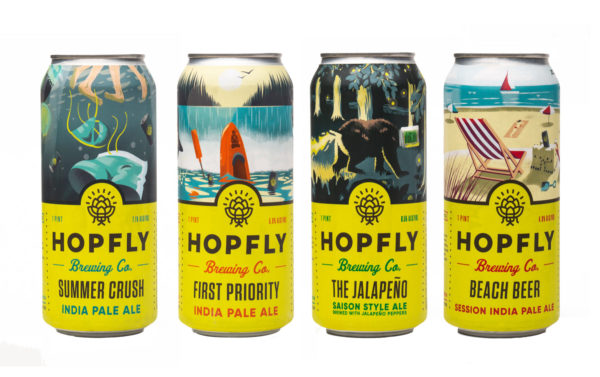 1 PINT
HOPFLY
Brewing Co.
SUMMER CRUSH
INDIA PALE ALE
1 PINT
HOPFLY
Brewing Co.
FIRST PRIORITY
INDIA PALE ALE
1 PINT
HOPFLY
Brewing Co.
THE JALAPEÑO
SAISON STYLE ALE
BREWED WITH JALAPEÑO PEPPERS
1 PINT
HOPFLY
Brewing Co.
BEACH BEER
SESSION INDIA PALE ALE